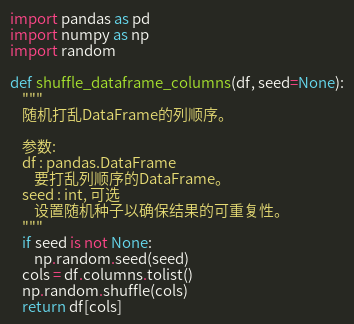 import pandas as pd
import numpy as np
import random

def shuffle_dataframe_columns(df, seed=None):
    """
    随机打乱DataFrame的列顺序。

    参数:
    df : pandas.DataFrame
        要打乱列顺序的DataFrame。
    seed : int, 可选
        设置随机种子以确保结果的可重复性。
    """
    if seed is not None:
        np.random.seed(seed)
    cols = df.columns.tolist()
    np.random.shuffle(cols)
    return df[cols]